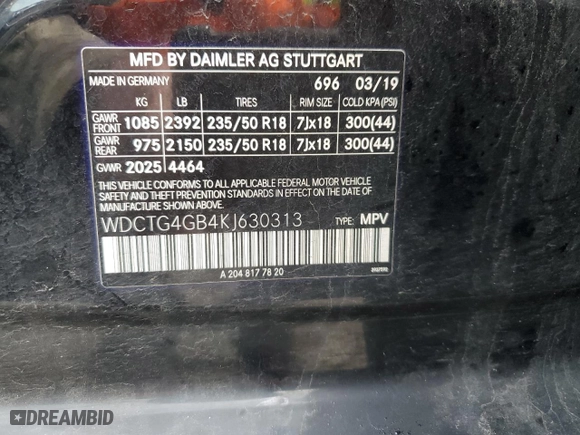 MFD BY DAIMLER AG STUTTGART
MADE IN GERMANY 696 03/19
KG LB TIRES RIM SIZE COLD KPA (PSI)
GAWR FRONT 1085 2392 235/50 R18 7Jx18 300(44)
GAWR REAR 975 2150 235/50 R18 7Jx18 300(44)
GVWR 2025 4464
THIS VEHICLE CONFORMS TO ALL APPLICABLE FEDERAL MOTOR VEHICLE
SAFETY AND THEFT PREVENTION STANDARDS IN EFFECT ON THE DATE OF
MANUFACTURE SHOWN ABOVE.
WDCTG4GB4KJ630313 TYPE: MPV
A 204 817 78 20
DREAMBID